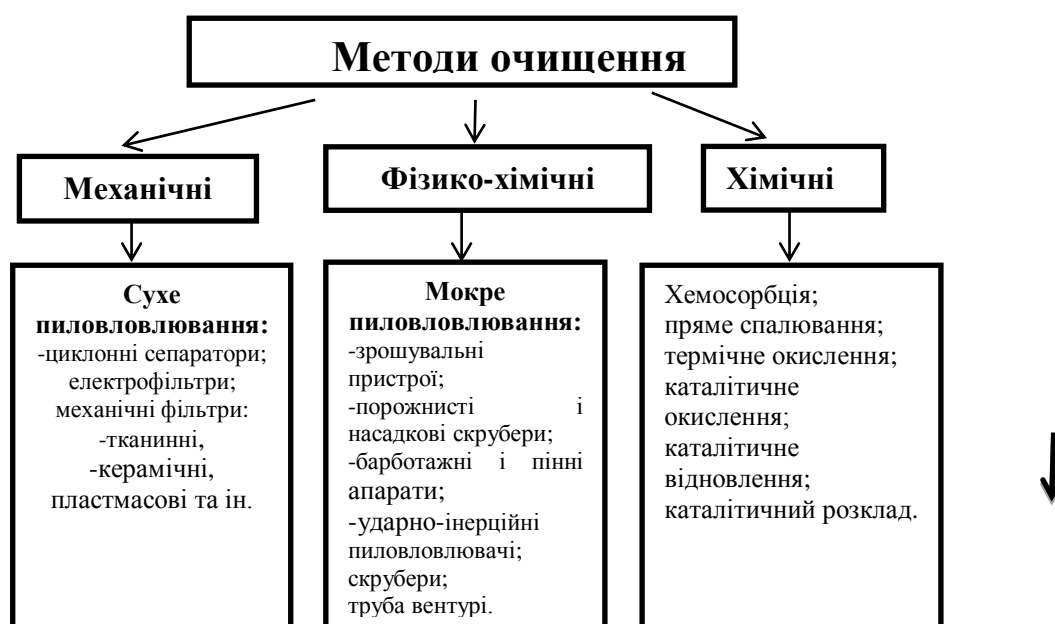 Методи очищення
Механічні
Фізико-хімічні
Хімічні
Сухе
пиловловлювання:
-циклонні сепаратори;
електрофільтри;
механічні фільтри:
-тканинні,
-керамічні,
пластмасові та ін.
Мокре
пиловловлювання:
-зрошувальні
пристрої;
-порожнисті і
насадкові скрубери;
-барботажні і пінні
апарати;
-ударно-інерційні
пиловловлювачі;
скрубери;
труба вентурі.
Хемосорбція;
пряме спалювання;
термічне окислення;
каталітичне
окислення;
каталітичне
відновлення;
каталітичний розклад.